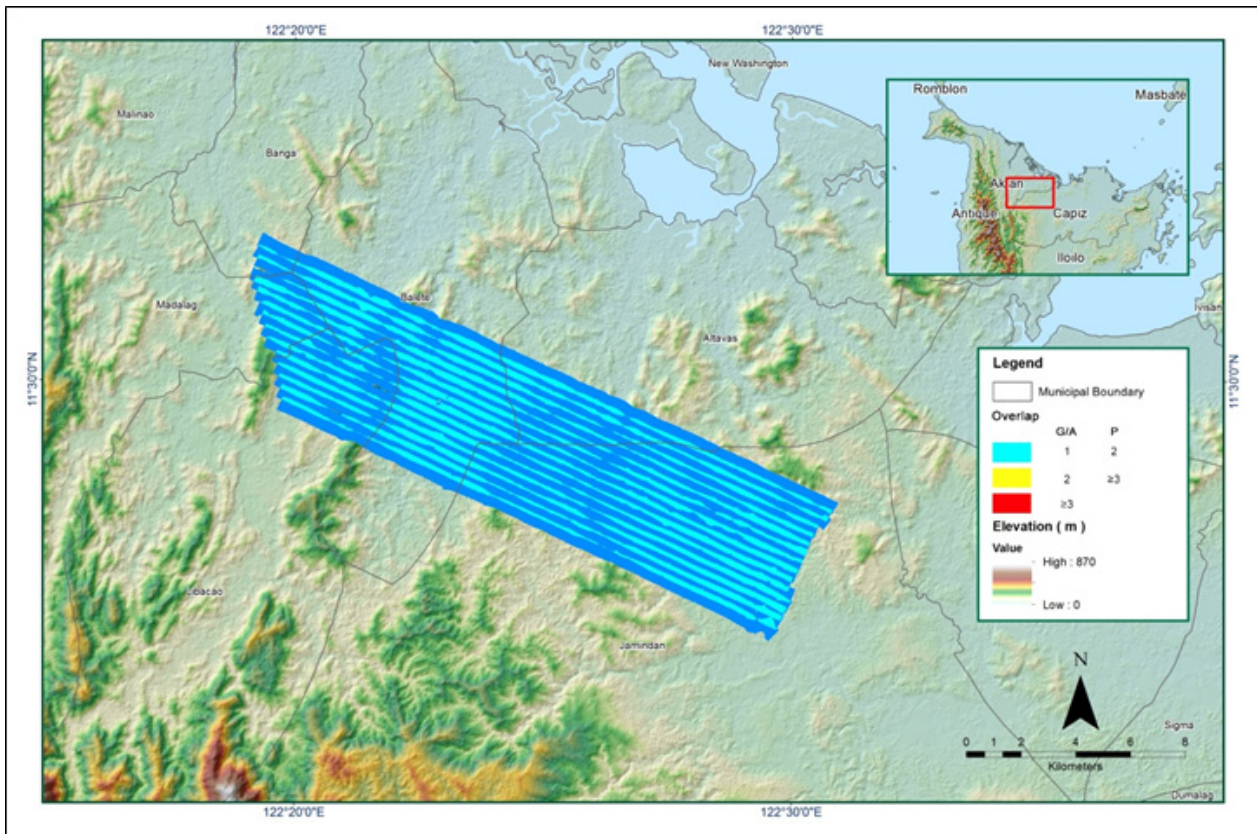 122°20'0"E
122°30'0"E
New Washington
Malinao
Banga
Romblon
Masbate
Aklan
Antique
Capiz
Iloilo
Madalag
Balete
Altavas
Ivisan
11°30'0"N
11°30'0"N
Legend
Municipal Boundary
Overlap
G/A P
1 2
2 ≥3
≥3
Elevation ( m )
Value
High : 870
Low : 0
Jamindan
N
Sigma
0 1 2 4 6 8
Kilometers
Dumalag
122°20'0"E
122°30'0"E